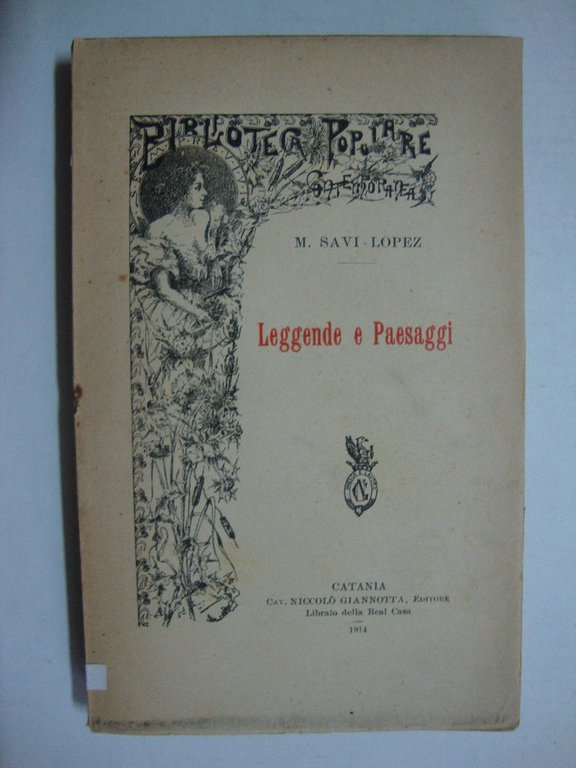 BIBLIOTECA POPOLARE
CONTEMPORANEA
M. SAVI-LOPEZ
Leggende e Paesaggi
CATANIA
CAV. NICCOLÒ GIANNOTTA, EDITORE
Libraio della Real Casa
1914